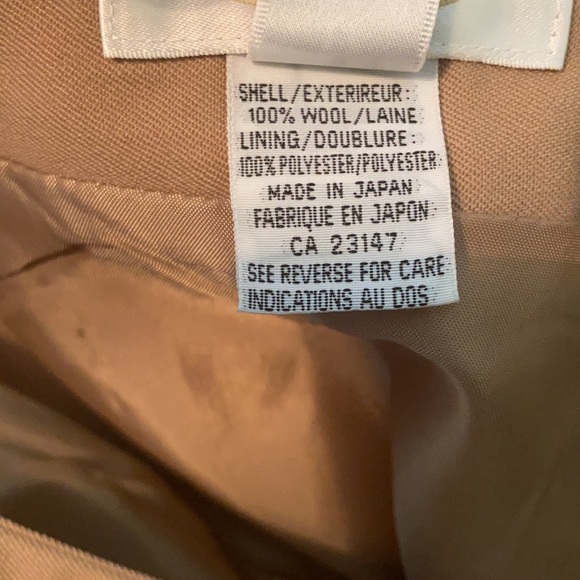 SHELL/EXTERIREUR:
100% WOOL/LAINE
LINING/DOUBLURE:
100% POLYESTER/POLYESTER
MADE IN JAPAN
FABRIQUE EN JAPON
CA 23147
SEE REVERSE FOR CARE
INDICATIONS AU DOS